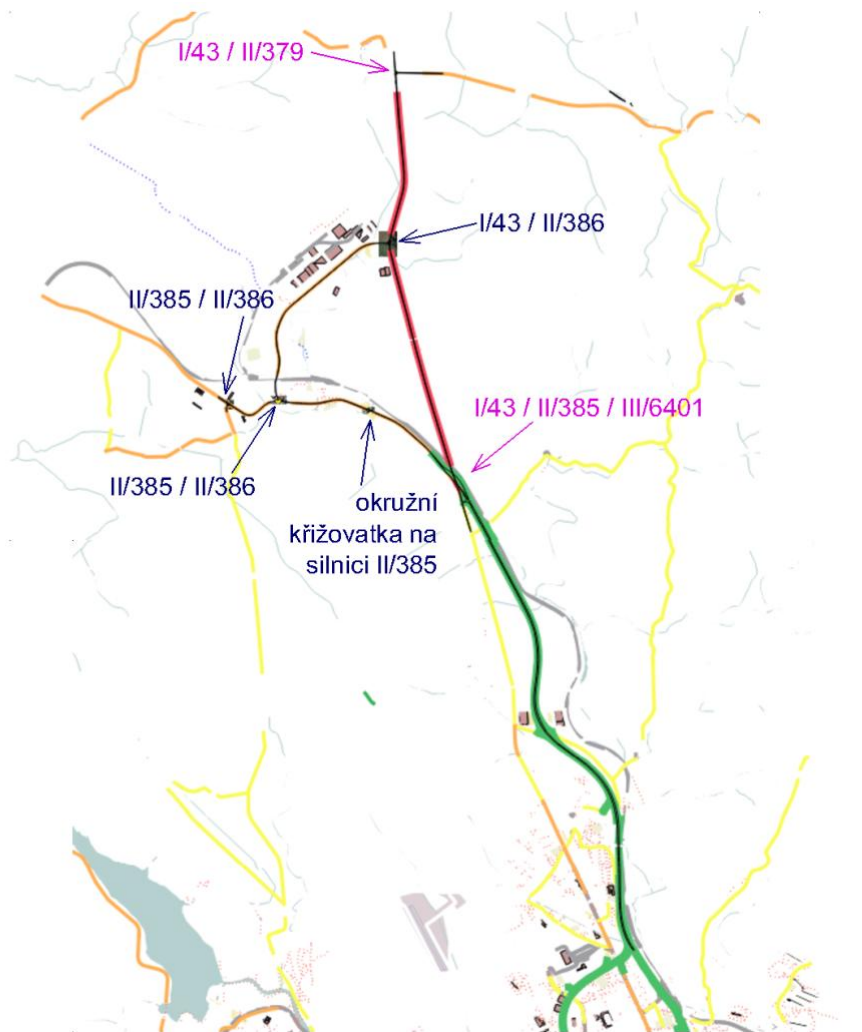 I/43 / II/379
I/43 / II/386
II/385 / II/386
I/43 / II/385 / III/6401
II/385 / II/386
okružní
křižovatka na
silnici II/385